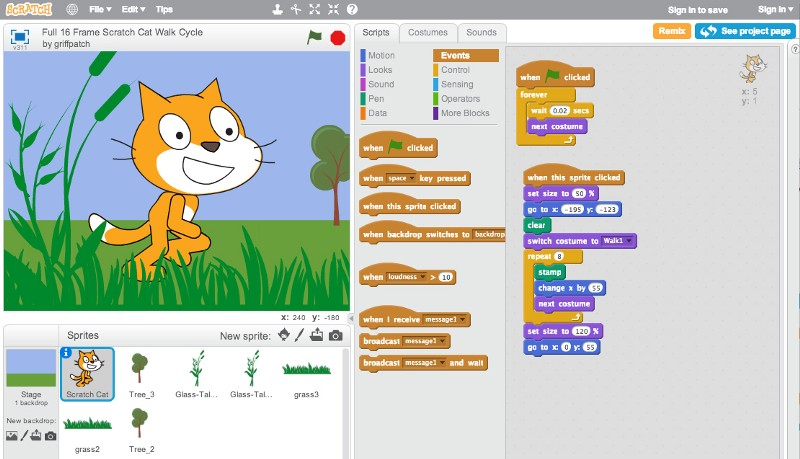 SCRATCH
File
Edit
Tips
Sign in to save
Sign in
Full 16 Frame Scratch Cat Walk Cycle
by griffpatch
v311
Scripts
Costumes
Sounds
Remix
See project page
Motion
Looks
Sound
Pen
Data
Events
Control
Sensing
Operators
More Blocks
when clicked
when space key pressed
when this sprite clicked
when backdrop switches to backdrop
when loudness > 10
when I receive message1
broadcast message1
broadcast message1 and wait
when clicked
forever
wait 0.02 secs
next costume
when this sprite clicked
set size to 50 %
go to x: -195 y: -123
clear
switch costume to Walk1
repeat 8
stamp
change x by 55
next costume
set size to 120 %
go to x: 0 y: 55
x: 5
y: 1
?
x: 240 y: -180
Sprites
New sprite:
Stage
1 backdrop
New backdrop:
Scratch Cat
Tree_3
Glass-Tal...
Glass-Tal...
grass3
grass2
Tree_2